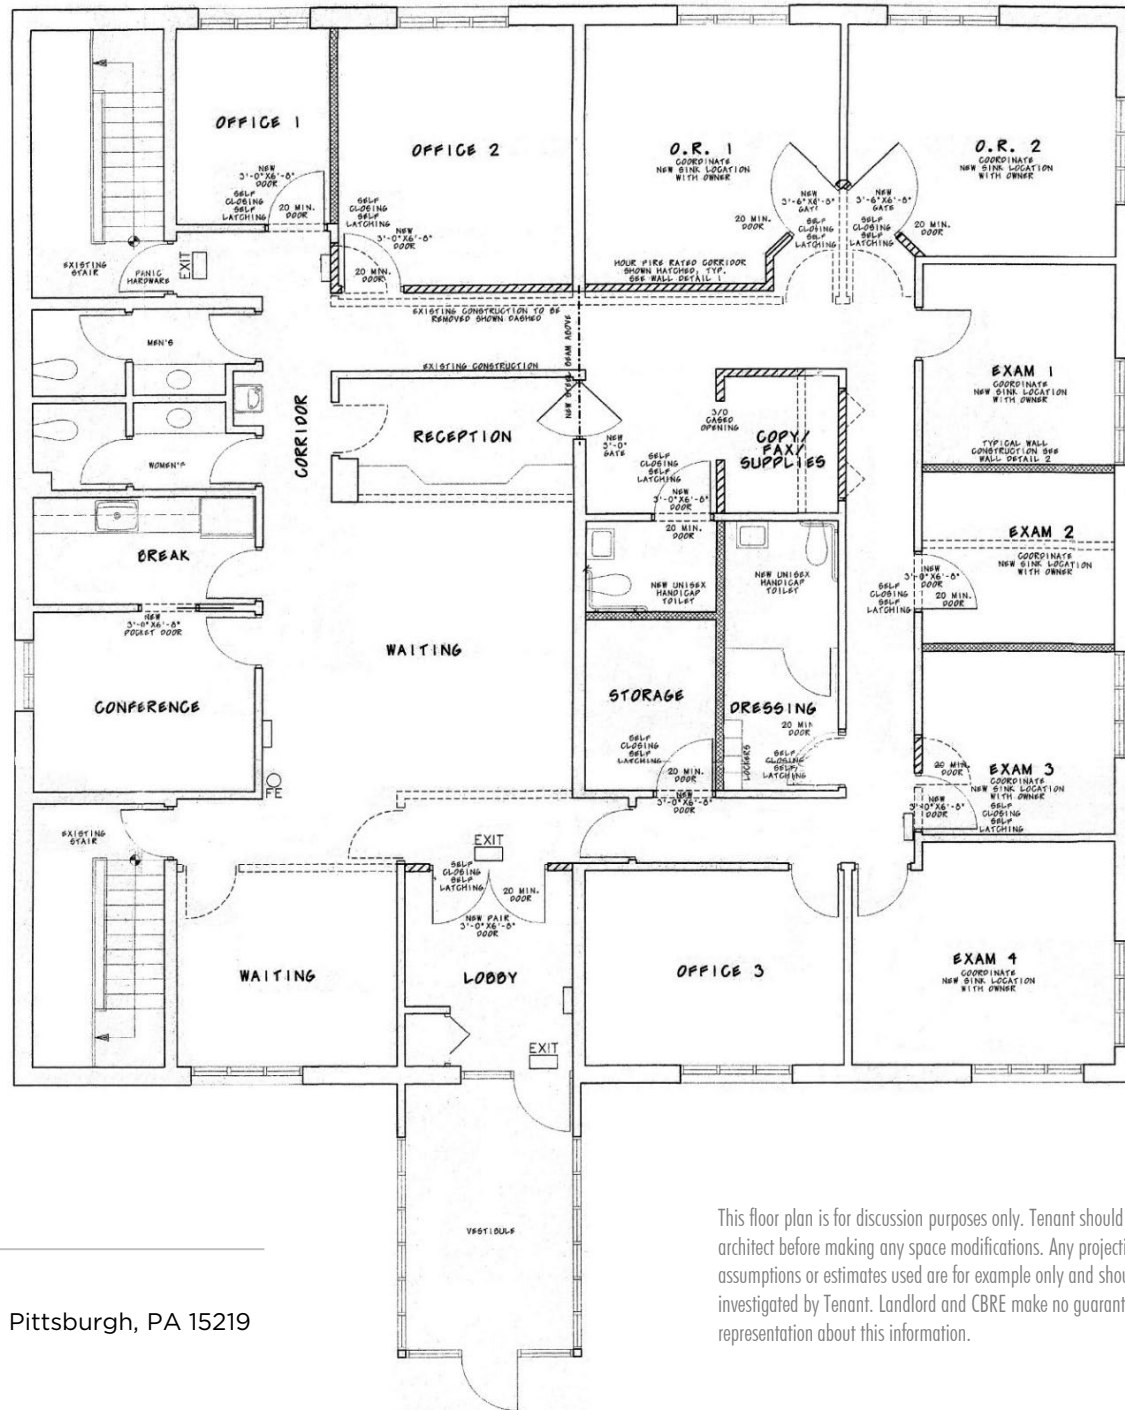 OFFICE 1
NEW
3'-0"X6'-8"
DOOR
SELF
CLOSING
SELF
LATCHING
20 MIN.
DOOR
OFFICE 2
SELF
CLOSING
SELF
LATCHING
NEW
3'-0"X6'-8"
DOOR
20 MIN.
DOOR
O.R. 1
COORDINATE
NEW SINK LOCATION
WITH OWNER
O.R. 2
COORDINATE
NEW SINK LOCATION
WITH OWNER
NEW
3'-6"X6'-8"
GATE
NEW
3'-6"X6'-8"
GATE
20 MIN.
DOOR
SELF
CLOSING
SELF
LATCHING
SELF
CLOSING
SELF
LATCHING
20 MIN.
DOOR
HOUR FIRE RATED CORRIDOR
SHOWN HATCHED, TYP.
SEE WALL DETAIL 1
EXISTING
STAIR
PANIC
HARDWARE
EXIT
EXISTING CONSTRUCTION TO BE
REMOVED SHOWN DASHED
NEW STEEL BEAM ABOVE
MEN'S
EXISTING CONSTRUCTION
EXAM 1
COORDINATE
NEW SINK LOCATION
WITH OWNER
TYPICAL WALL
CONSTRUCTION SEE
WALL DETAIL 2
CORRIDOR
RECEPTION
NEW
3'-0"
GATE
3/0
CASED
OPENING
COPY/
FAX/
SUPPLIES
WOMEN'S
SELF
CLOSING
SELF
LATCHING
NEW
3'-0"X6'-8"
DOOR
20 MIN.
DOOR
BREAK
EXAM 2
COORDINATE
NEW SINK LOCATION
WITH OWNER
NEW
3'-0"X6'-8"
DOOR
20 MIN.
DOOR
SELF
CLOSING
SELF
LATCHING
NEW UNISEX
HANDICAP
TOILET
NEW UNISEX
HANDICAP
TOILET
NEW
3'-0"X6'-8"
POCKET DOOR
WAITING
CONFERENCE
STORAGE
SELF
CLOSING
SELF
LATCHING
20 MIN.
DOOR
NEW
3'-0"X6'-8"
DOOR
DRESSING
20 MIN
DOOR
SELF
CLOSING
SELF
LATCHING
LOCKERS
20 MIN.
DOOR
EXAM 3
COORDINATE
NEW SINK LOCATION
WITH OWNER
NEW
3'-0"X6'-8"
DOOR
SELF
CLOSING
SELF
LATCHING
FE
EXISTING
STAIR
EXIT
SELF
CLOSING
SELF
LATCHING
20 MIN.
DOOR
NEW PAIR
3'-0"X6'-8"
DOOR
WAITING
LOBBY
OFFICE 3
EXAM 4
COORDINATE
NEW SINK LOCATION
WITH OWNER
EXIT
VESTIBULE
This floor plan is for discussion purposes only. Tenant should
architect before making any space modifications. Any
assumptions or estimates used are for example only and
investigated by Tenant. Landlord and CBRE make no
representation about this information.
Pittsburgh, PA 15219